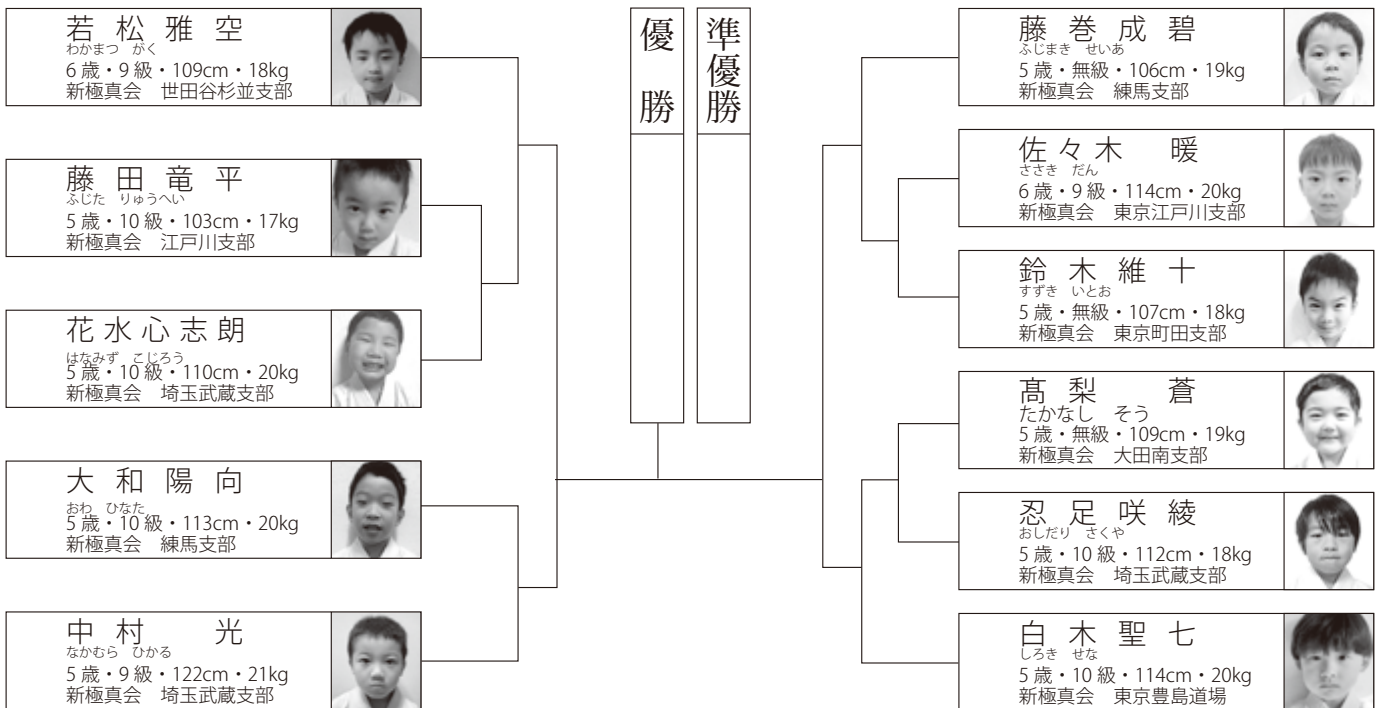 若松雅空
わかまつ がく
6歳・9級・109cm・18kg
新極真会 世田谷杉並支部
藤田竜平
ふじた りゅうへい
5歳・10級・103cm・17kg
新極真会 江戸川支部
花水心志朗
はなみず こじろう
5歳・10級・110cm・20kg
新極真会 埼玉武蔵支部
大和陽向
おわ ひなた
5歳・10級・113cm・20kg
新極真会 練馬支部
中村 光
なかむら ひかる
5歳・9級・122cm・21kg
新極真会 埼玉武蔵支部
優勝
準優勝
藤巻成碧
ふじまき せいあ
5歳・無級・106cm・19kg
新極真会 練馬支部
佐々木 暖
ささき だん
6歳・9級・114cm・20kg
新極真会 東京江戸川支部
鈴木維十
すずき いとお
5歳・無級・107cm・18kg
新極真会 東京町田支部
髙梨 蒼
たかなし そう
5歳・無級・109cm・19kg
新極真会 大田南支部
忍足咲綾
おしだり さくや
5歳・10級・112cm・18kg
新極真会 埼玉武蔵支部
白木聖七
しろき せな
5歳・10級・114cm・20kg
新極真会 東京豊島道場